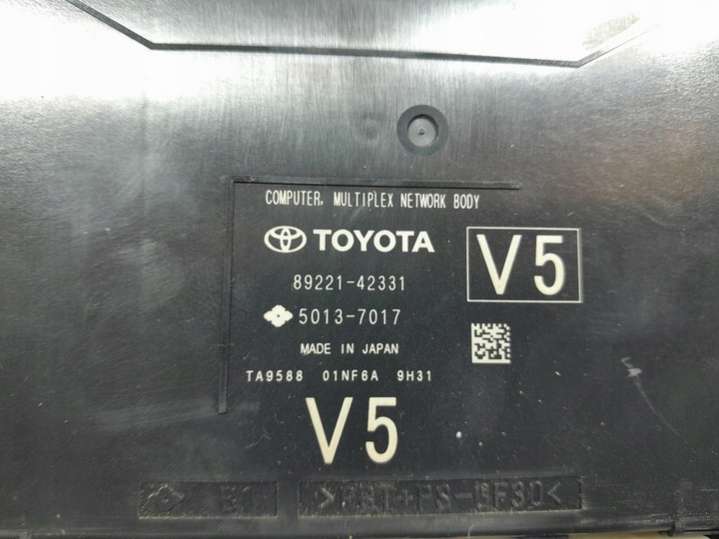 COMPUTER, MULTIPLEX NETWORK BODY
TOYOTA
V5
89221-42331
5013-7017
MADE IN JAPAN
TA9588 01NF6A 9H31
V5